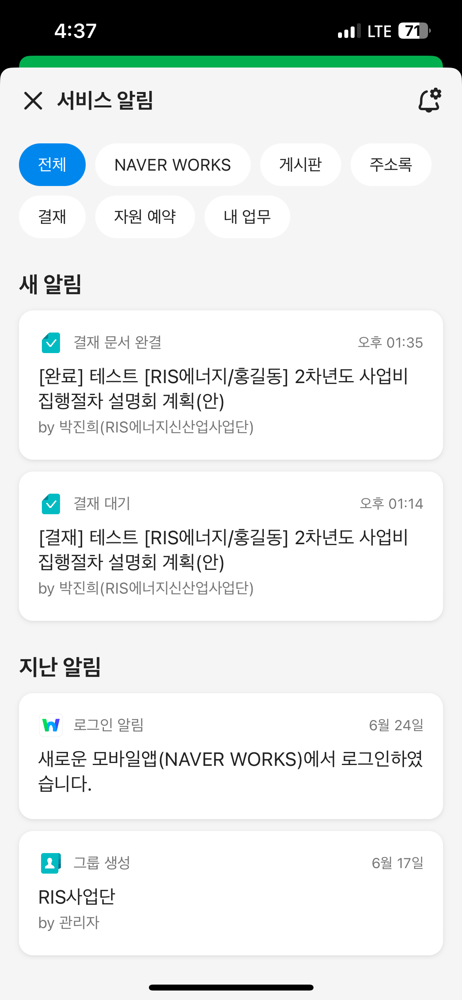 4:37
LTE 71
서비스 알림
전체 NAVER WORKS 게시판 주소록
결재 자원 예약 내 업무
새 알림
결재 문서 완결 오후 01:35
[완료] 테스트 [RIS에너지/홍길동] 2차년도 사업비
집행절차 설명회 계획(안)
by 박진희(RIS에너지신산업사업단)
결재 대기 오후 01:14
[결재] 테스트 [RIS에너지/홍길동] 2차년도 사업비
집행절차 설명회 계획(안)
by 박진희(RIS에너지신산업사업단)
지난 알림
로그인 알림 6월 24일
새로운 모바일앱(NAVER WORKS)에서 로그인하였
습니다.
그룹 생성 6월 17일
RIS사업단
by 관리자